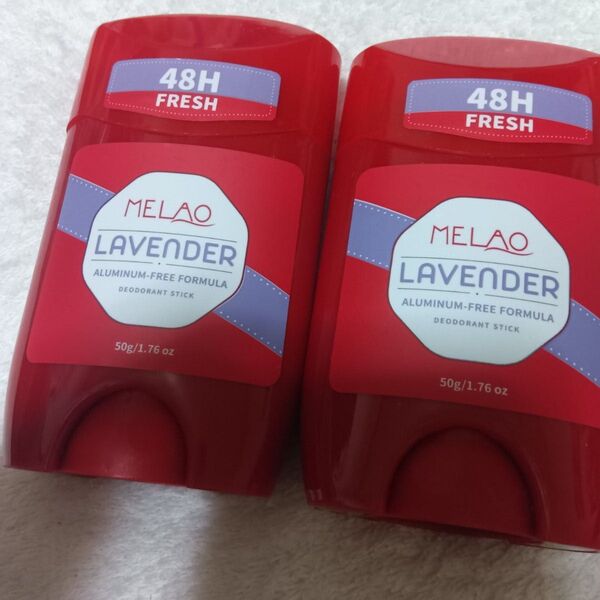 48H
FRESH
MELAO
LAVENDER
ALUMINUM-FREE FORMULA
DEODORANT STICK
50g/1.76 oz
48H
FRESH
MELAO
LAVENDER
ALUMINUM-FREE FORMULA
DEODORANT STICK
50g/1.76 oz